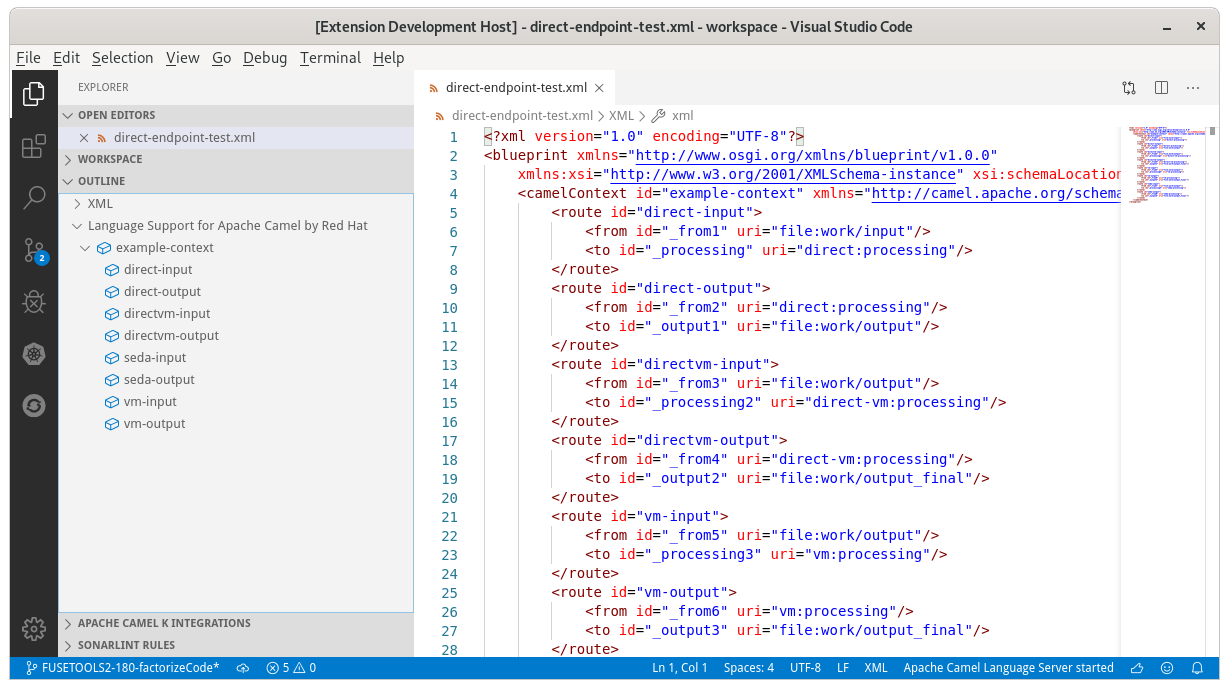 [Extension Development Host] - direct-endpoint-test.xml - workspace - Visual Studio Code
File Edit Selection View Go Debug Terminal Help
EXPLORER
OPEN EDITORS
direct-endpoint-test.xml
WORKSPACE
OUTLINE
XML
Language Support for Apache Camel by Red Hat
example-context
direct-input
direct-output
directvm-input
directvm-output
seda-input
seda-output
vm-input
vm-output
APACHE CAMEL K INTEGRATIONS
SONARLINT RULES
2
direct-endpoint-test.xml
direct-endpoint-test.xml > XML > xml
1 <?xml version="1.0" encoding="UTF-8"?>
2 <blueprint xmlns="http://www.osgi.org/xmlns/blueprint/v1.0.0"
3 xmlns:xsi="http://www.w3.org/2001/XMLSchema-instance" xsi:schemaLocation
4 <camelContext id="example-context" xmlns="http://camel.apache.org/schema
5 <route id="direct-input">
6 <from id="_from1" uri="file:work/input"/>
7 <to id="_processing" uri="direct:processing"/>
8 </route>
9 <route id="direct-output">
10 <from id="_from2" uri="direct:processing"/>
11 <to id="_output1" uri="file:work/output"/>
12 </route>
13 <route id="directvm-input">
14 <from id="_from3" uri="file:work/output"/>
15 <to id="_processing2" uri="direct-vm:processing"/>
16 </route>
17 <route id="directvm-output">
18 <from id="_from4" uri="direct-vm:processing"/>
19 <to id="_output2" uri="file:work/output_final"/>
20 </route>
21 <route id="vm-input">
22 <from id="_from5" uri="file:work/output"/>
23 <to id="_processing3" uri="vm:processing"/>
24 </route>
25 <route id="vm-output">
26 <from id="_from6" uri="vm:processing"/>
27 <to id="_output3" uri="file:work/output_final"/>
28 </route>
FUSETOOLS2-180-factorizeCode* 5 0 Ln 1, Col 1 Spaces: 4 UTF-8 LF XML Apache Camel Language Server started